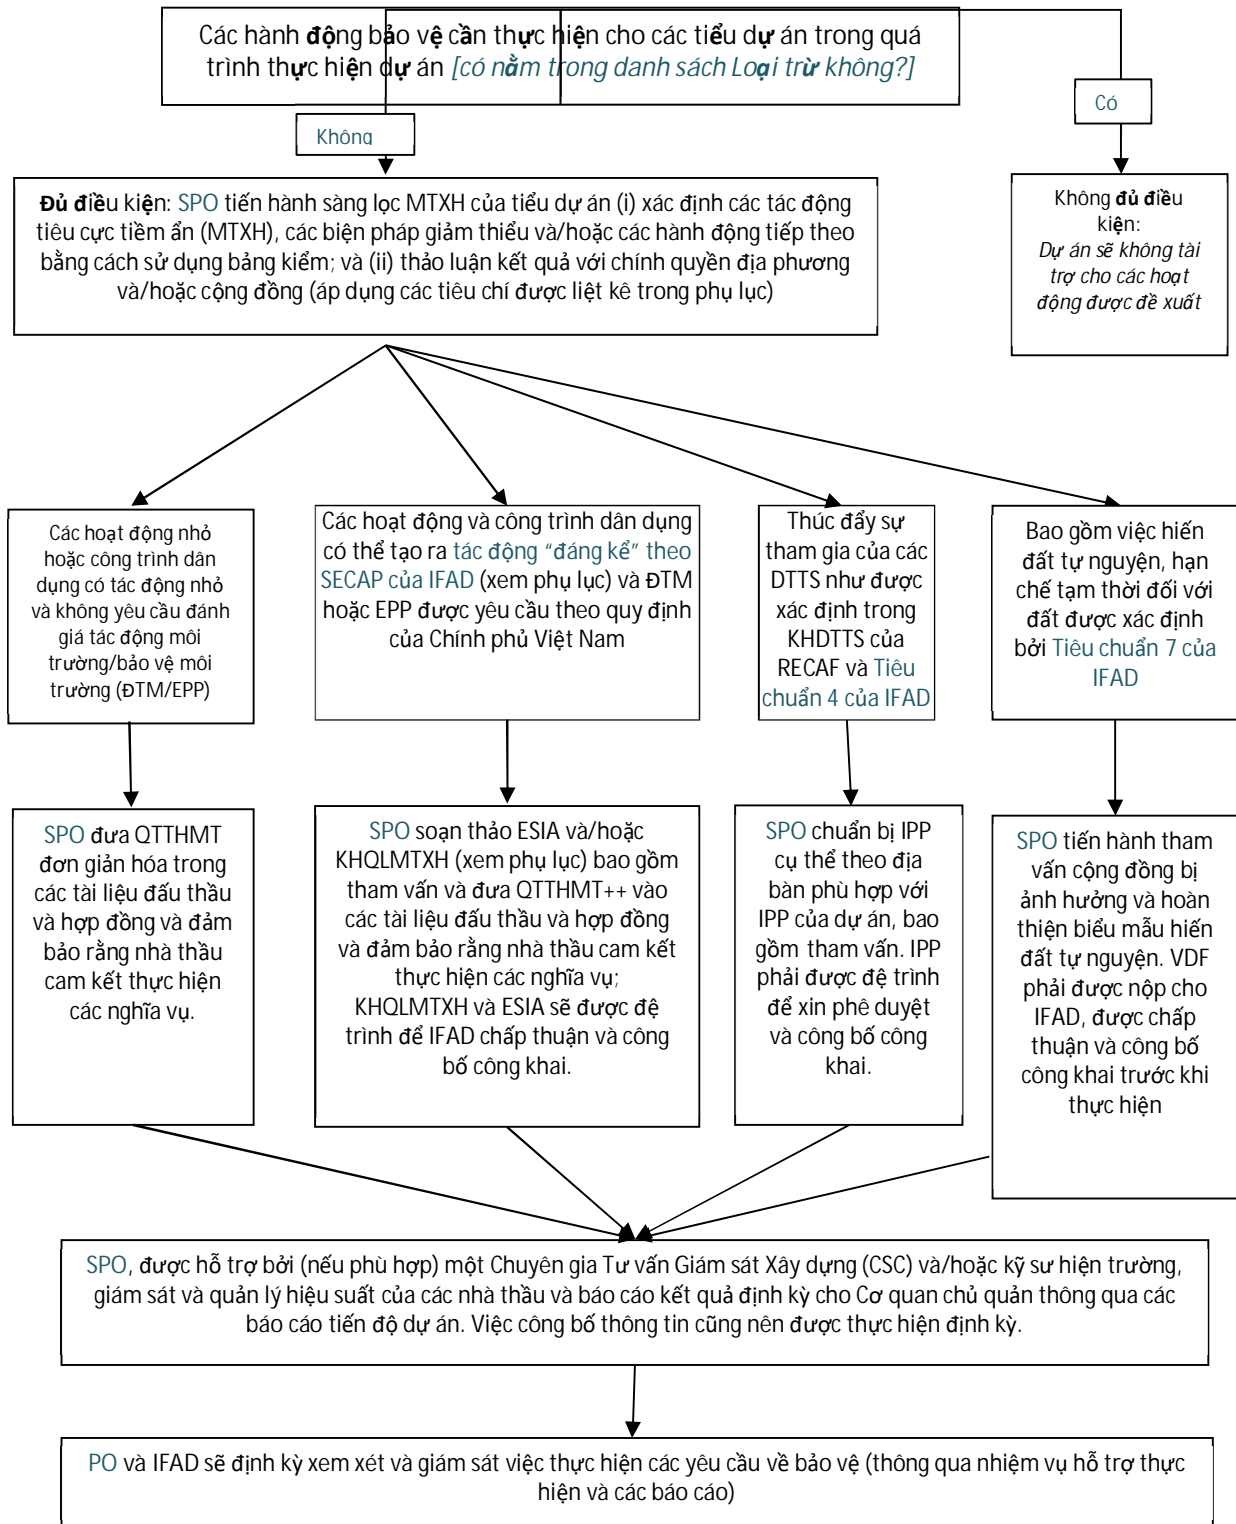 Các hành động bảo vệ cần thực hiện cho các tiểu dự án trong quá
trình thực hiện dự án [có nằm trong danh sách Loại trừ không?]
Không
Có
Đủ điều kiện: SPO tiến hành sàng lọc MTXH của tiểu dự án (i) xác định các tác động
tiêu cực tiềm ẩn (MTXH), các biện pháp giảm thiểu và/hoặc các hành động tiếp theo
bằng cách sử dụng bảng kiểm; và (ii) thảo luận kết quả với chính quyền địa phương
và/hoặc cộng đồng (áp dụng các tiêu chí được liệt kê trong phụ lục)
Không đủ điều
kiện:
Dự án sẽ không tài
trợ cho các hoạt
động được đề xuất
Các hoạt động nhỏ
hoặc công trình dân
dụng có tác động nhỏ
và không yêu cầu đánh
giá tác động môi
trường/bảo vệ môi
trường (ĐTM/EPP)
Các hoạt động và công trình dân dụng
có thể tạo ra tác động “đáng kể” theo
SECAP của IFAD (xem phụ lục) và ĐTM
hoặc EPP được yêu cầu theo quy định
của Chính phủ Việt Nam
Thúc đẩy sự
tham gia của các
DTTS như được
xác định trong
KHDTTS của
RECAF và Tiêu
chuẩn 4 của IFAD
Bao gồm việc hiến
đất tự nguyện, hạn
chế tạm thời đối với
đất được xác định
bởi Tiêu chuẩn 7 của
IFAD
SPO đưa QTTHMT
đơn giản hóa trong
các tài liệu đấu thầu
và hợp đồng và đảm
bảo rằng nhà thầu
cam kết thực hiện
các nghĩa vụ.
SPO soạn thảo ESIA và/hoặc
KHQLMTXH (xem phụ lục) bao gồm
tham vấn và đưa QTTHMT++ vào
các tài liệu đấu thầu và hợp đồng
và đảm bảo rằng nhà thầu cam kết
thực hiện các nghĩa vụ;
KHQLMTXH và ESIA sẽ được đệ
trình để IFAD chấp thuận và công
bố công khai.
SPO chuẩn bị IPP
cụ thể theo địa
bàn phù hợp với
IPP của dự án, bao
gồm tham vấn. IPP
phải được đệ trình
để xin phê duyệt
và công bố công
khai.
SPO tiến hành tham
vấn cộng đồng bị
ảnh hưởng và hoàn
thiện biểu mẫu hiến
đất tự nguyện. VDF
phải được nộp cho
IFAD, được chấp
thuận và công bố
công khai trước khi
thực hiện
SPO, được hỗ trợ bởi (nếu phù hợp) một Chuyên gia Tư vấn Giám sát Xây dựng (CSC) và/hoặc kỹ sư hiện trường,
giám sát và quản lý hiệu suất của các nhà thầu và báo cáo kết quả định kỳ cho Cơ quan chủ quản thông qua các
báo cáo tiến độ dự án. Việc công bố thông tin cũng nên được thực hiện định kỳ.
PO và IFAD sẽ định kỳ xem xét và giám sát việc thực hiện các yêu cầu về bảo vệ (thông qua nhiệm vụ hỗ trợ thực
hiện và các báo cáo)